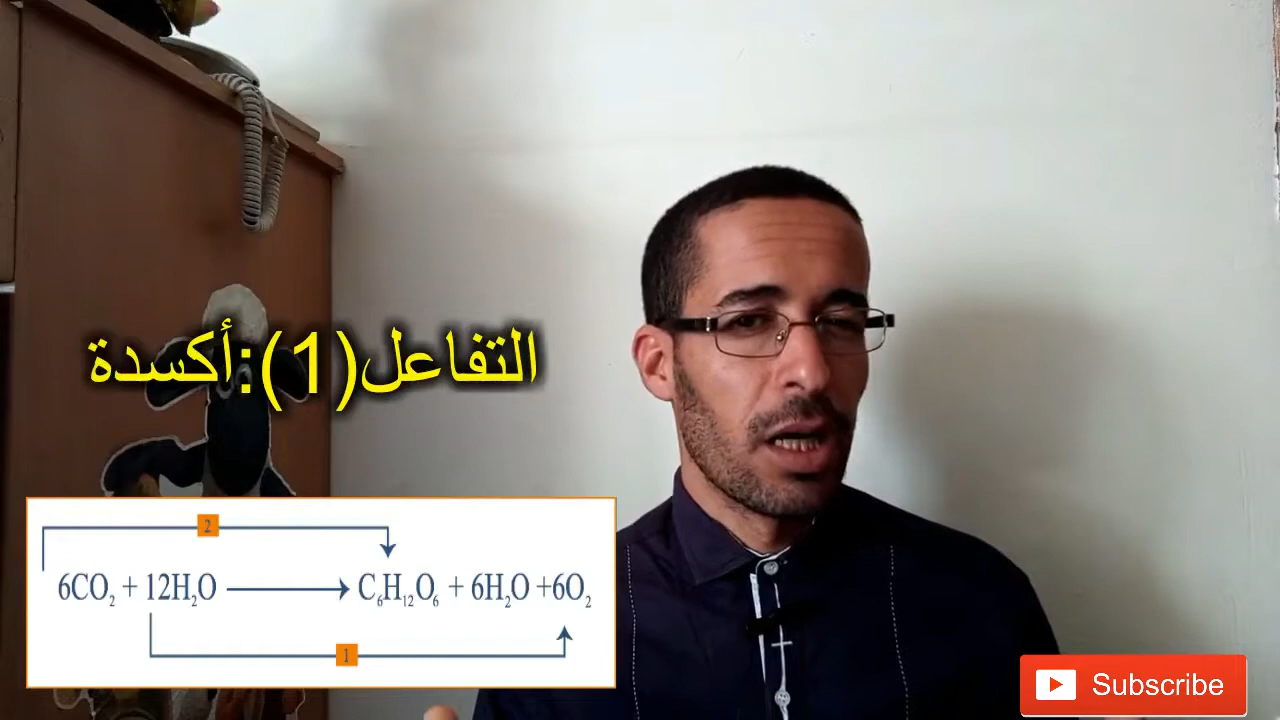 التفاعل(1):أكسدة
2
6CO₂ + 12H₂O ⟶ C₆H₁₂O₆ + 6H₂O +6O₂
1
Subscribe